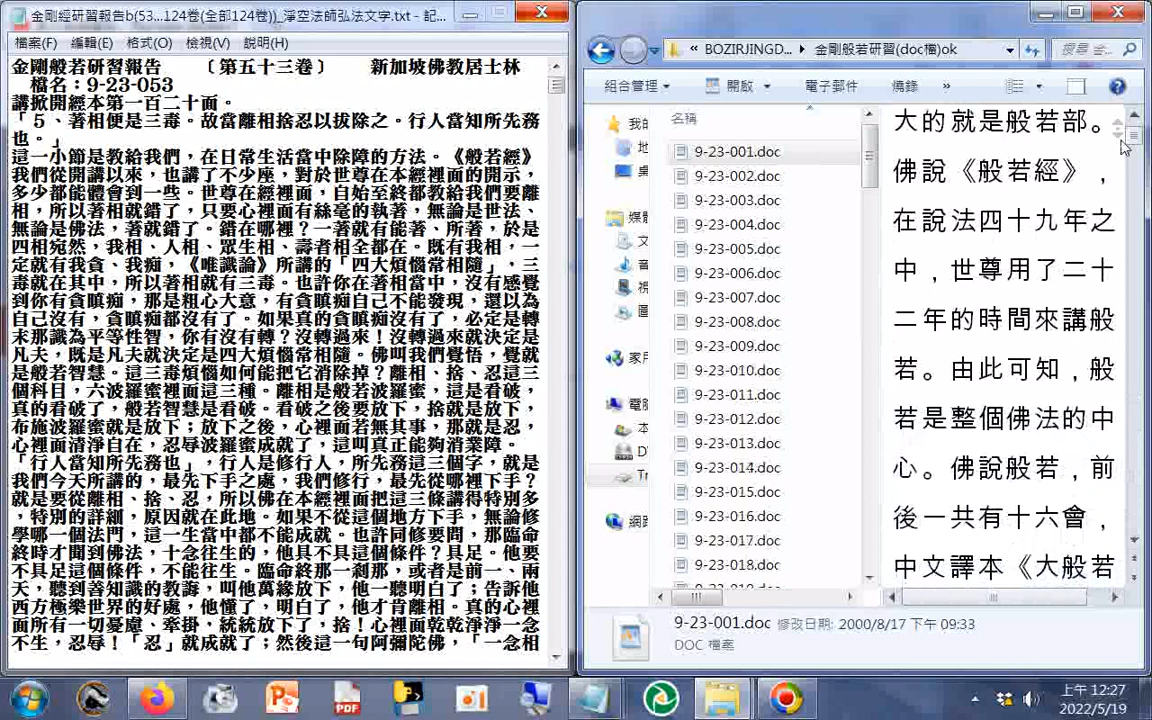 金剛經研習報告b(53...124卷(全部124卷))_淨空法師弘法文字.txt - 記...
檔案(F) 編輯(E) 格式(O) 檢視(V) 說明(H)
金剛般若研習報告 〔第五十三卷〕 新加坡佛教居士林
檔名：9-23-053
講掀開經本第一百二十面。
「５、著相便是三毒。故當離相捨忍以拔除之。行人當知所先務
也。」
這一小節是教給我們，在日常生活當中除障的方法。《般若經》
我們從開講以來，也講了不少座，對於世尊在本經裡面的開示，
多少都能體會到一些。世尊在經裡面，自始至終都教給我們要離
相，所以著相就錯了，只要心裡面有絲毫的執著，無論是世法、
無論是佛法，著就錯了。錯在哪裡？一著就有能著、所著，於是
四相宛然，我相、人相、眾生相、壽者相全都在。既有我相，一
定就有我貪、我痴，《唯識論》所講的「四大煩惱常相隨」，三
毒就在其中，所以著相就有三毒。也許你在著相當中，沒有感覺
到你有貪瞋痴，那是粗心大意，有貪瞋痴自己不能發現，還以為
自己沒有，貪瞋痴都沒有了。如果真的貪瞋痴沒有了，必定是轉
末那識為平等性智，你有沒有轉？沒轉過來！沒轉過來就決定是
凡夫，既是凡夫就決定是四大煩惱常相隨。佛叫我們覺悟，覺就
是般若智慧。這三毒煩惱如何能把它消除掉？離相、捨、忍這三
個科目，六波羅蜜裡面這三種。離相是般若波羅蜜，這是看破，
真的看破了，般若智慧是看破。看破之後要放下，捨就是放下，
布施波羅蜜就是放下；放下之後，心裡面若無其事，那就是忍，
心裡面清淨自在，忍辱波羅蜜成就了，這叫真正能夠消業障。
「行人當知所先務也」，行人是修行人，所先務這三個字，就是
我們今天所講的，最先下手之處，我們修行，最先從哪裡下手？
就是要從離相、捨、忍，所以佛在本經裡面把這三條講得特別多
，特別的詳細，原因就在此地。如果不從這個地方下手，無論修
學哪一個法門，這一生當中都不能成就。也許同修要問，那臨命
終時才聞到佛法，十念往生的，他具不具這個條件？具足。他要
不具足這個條件，不能往生。臨命終那一剎那，或者是前一、兩
天，聽到善知識的教誨，叫他萬緣放下，他一聽明白了；告訴他
西方極樂世界的好處，他懂了，明白了，他才肯離相。真的心裡
面所有一切憂慮、牽掛，統統放下了，捨！心裡面乾乾淨淨一念
不生，忍辱！「忍」就成就了；然後這一句阿彌陀佛，「一念相
« BOZIRJINGD... 金剛般若研習(doc檔)ok 搜尋 金...
組合管理 開啟 電子郵件 燒錄 »
名稱
我的
媒體
家用
電腦
網路
9-23-001.doc
9-23-002.doc
9-23-003.doc
9-23-004.doc
9-23-005.doc
9-23-006.doc
9-23-007.doc
9-23-008.doc
9-23-009.doc
9-23-010.doc
9-23-011.doc
9-23-012.doc
9-23-013.doc
9-23-014.doc
9-23-015.doc
9-23-016.doc
9-23-017.doc
9-23-018.doc
大的就是般若部。
佛說《般若經》，
在說法四十九年之
中，世尊用了二十
二年的時間來講般
若。由此可知，般
若是整個佛法的中
心。佛說般若，前
後一共有十六會，
中文譯本《大般若
9-23-001.doc 修改日期: 2000/8/17 下午 09:33
DOC 檔案
PDF
上午 12:27
2022/5/19